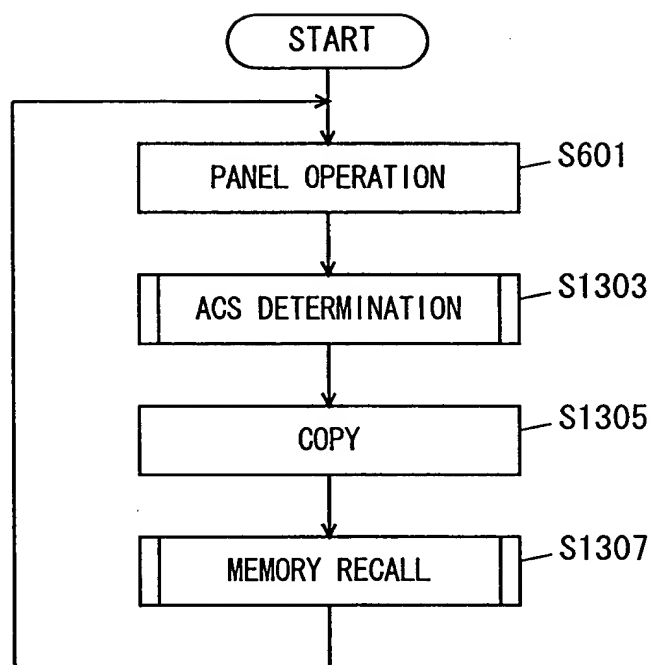 START
PANEL OPERATION
S601
ACS DETERMINATION
S1303
COPY
S1305
MEMORY RECALL
S1307